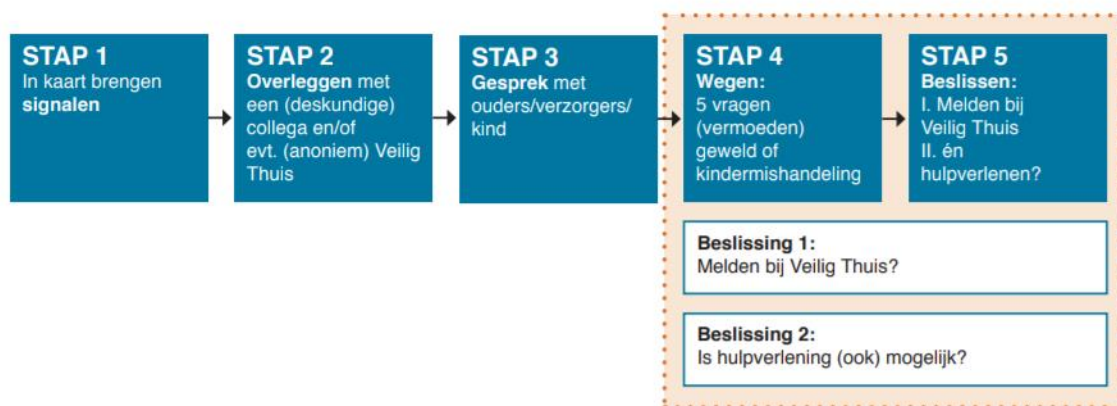 STAP 1
In kaart brengen
signalen
STAP 2
Overleggen met
een (deskundige)
collega en/of
evt. (anoniem) Veilig
Thuis
STAP 3
Gesprek met
ouders/verzorgers/
kind
STAP 4
Wegen:
5 vragen
(vermoeden)
geweld of
kindermishandeling
STAP 5
Beslissen:
I. Melden bij
Veilig Thuis
II. én
hulpverlenen?
Beslissing 1:
Melden bij Veilig Thuis?
Beslissing 2:
Is hulpverlening (ook) mogelijk?